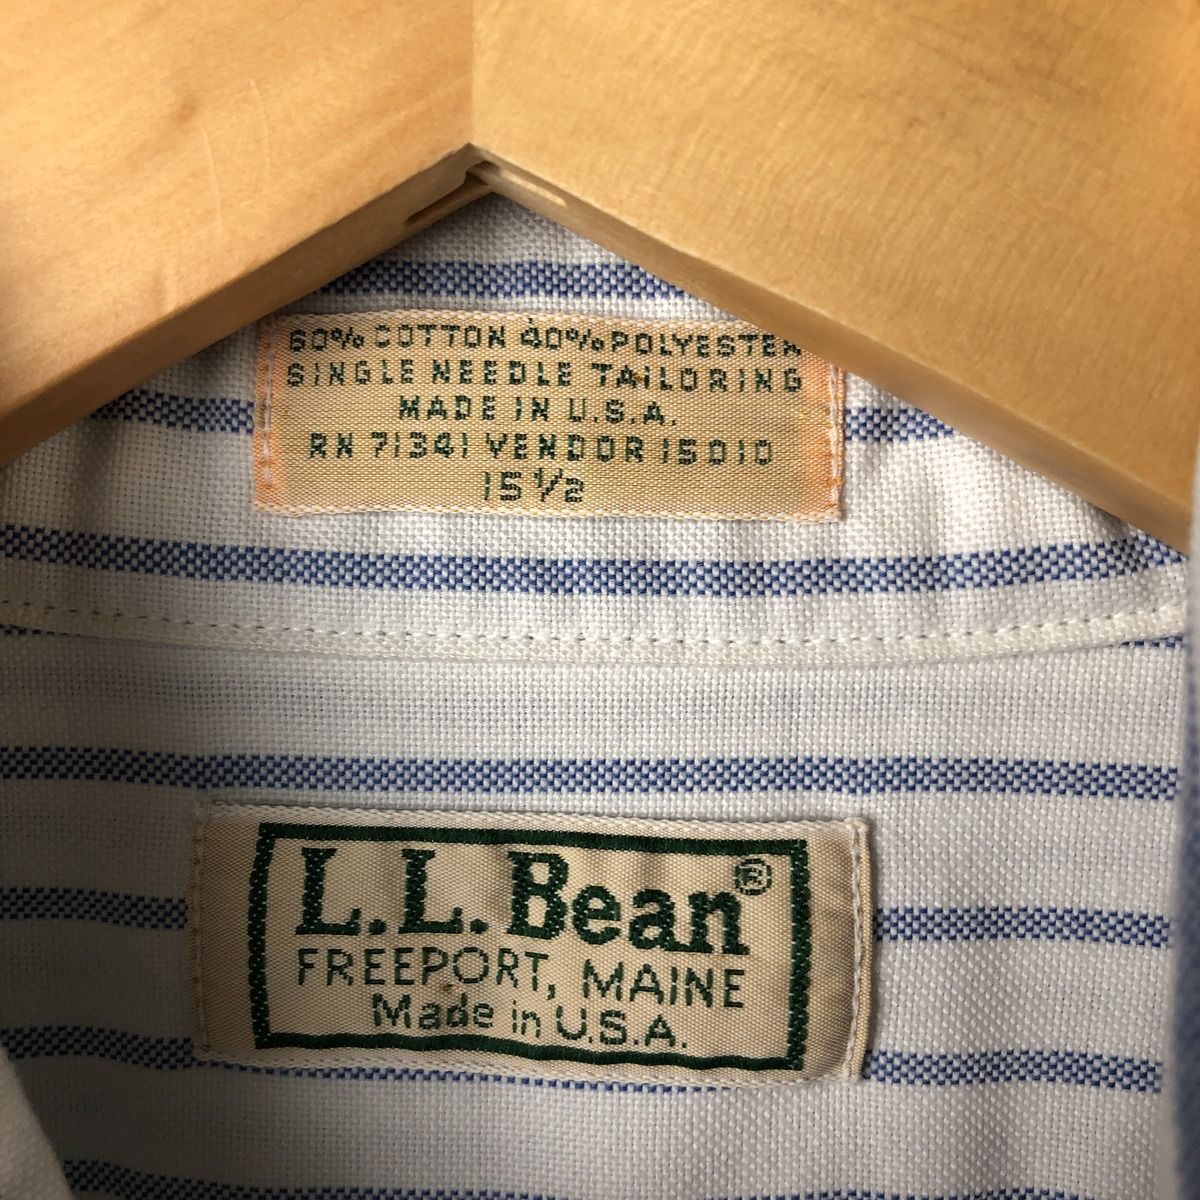 60% COTTON 40% POLYESTER
SINGLE NEEDLE TAILORING
MADE IN U.S.A.
RN 71341 VENDOR 15010
15 1/2
L.L.Bean®
FREEPORT, MAINE
Made in U.S.A.